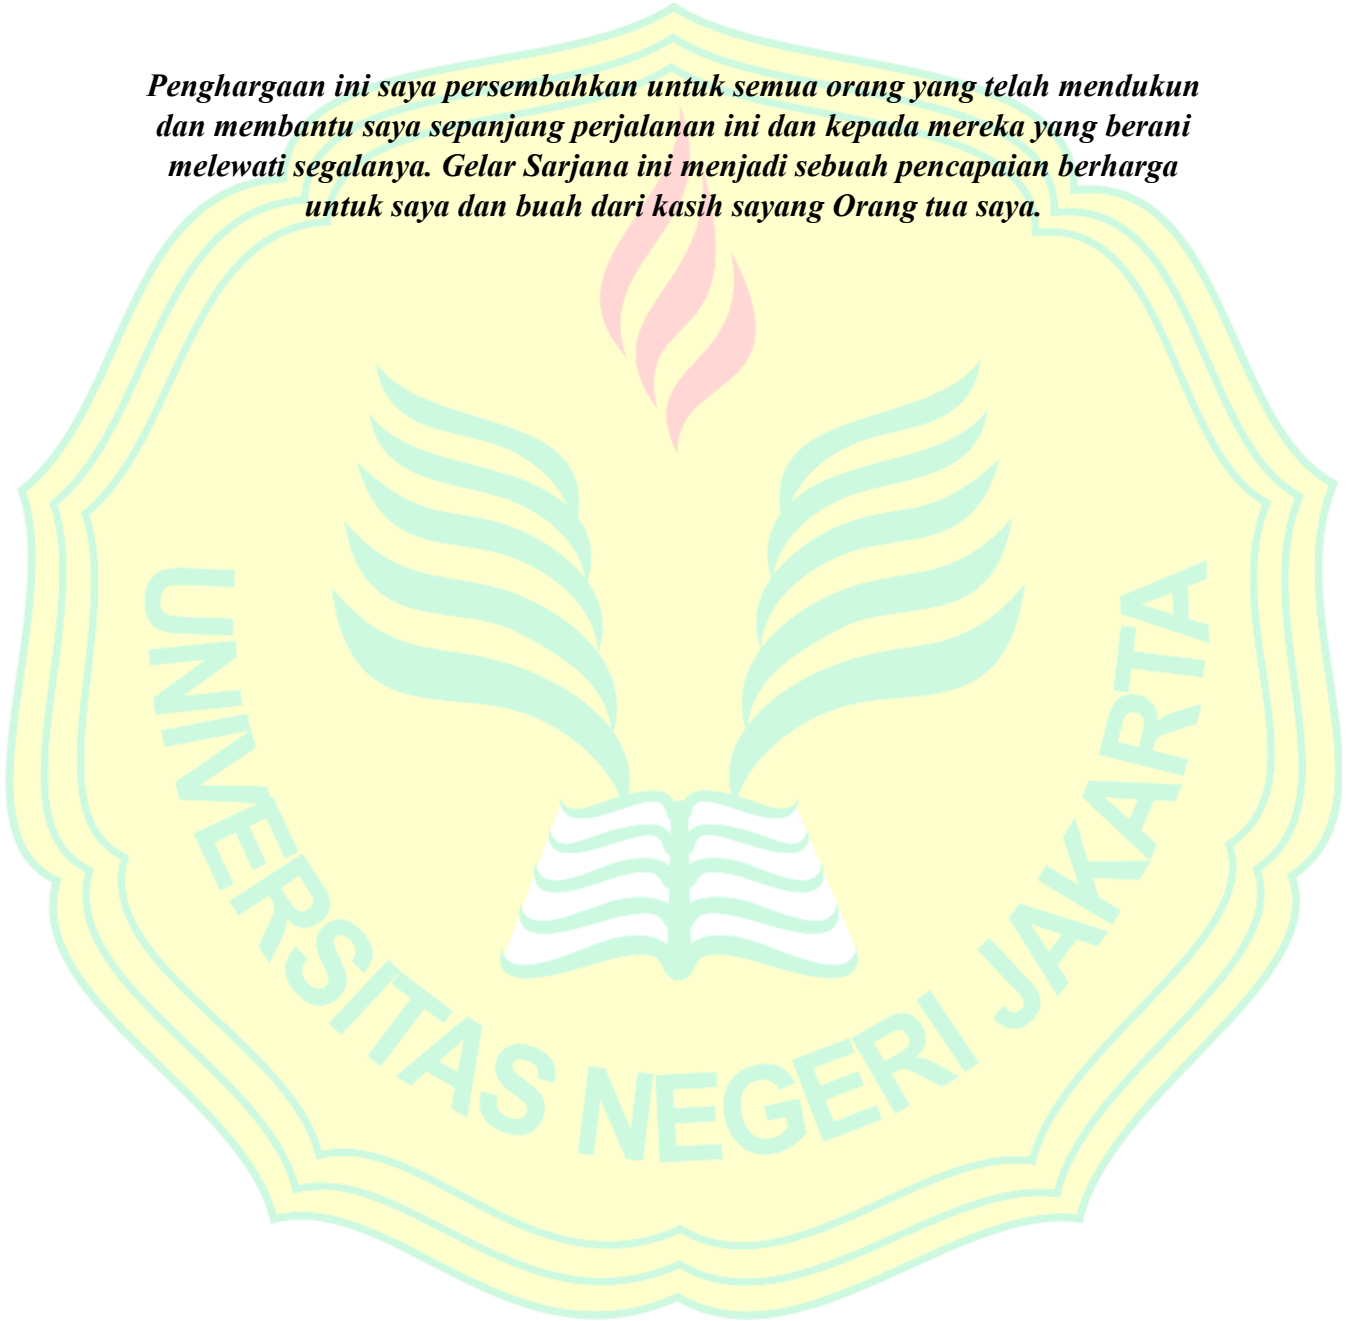 Penghargaan ini saya persembahkan untuk semua orang yang telah mendukun
dan membantu saya sepanjang perjalanan ini dan kepada mereka yang berani
melewati segalanya. Gelar Sarjana ini menjadi sebuah pencapaian berharga
untuk saya dan buah dari kasih sayang Orang tua saya.
UNIVERSITAS NEGERI JAKARTA